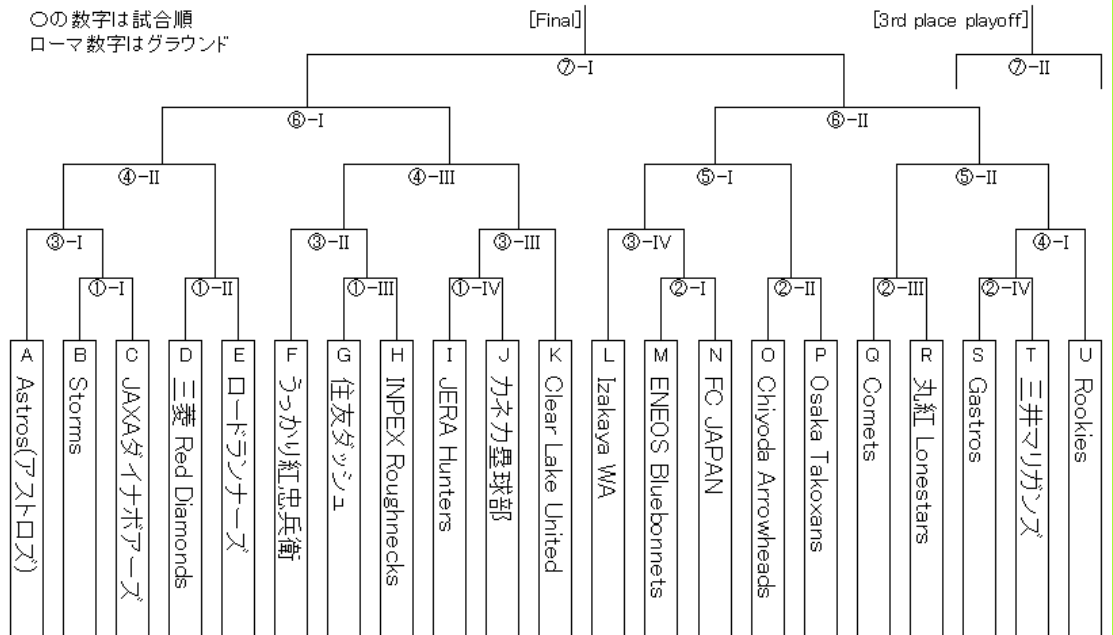 ○の数字は試合順
ローマ数字はグラウンド
[Final]
[3rd place playoff]
⑦-I
⑦-II
⑥-I
⑥-II
④-II
④-III
⑤-I
⑤-II
③-I
③-II
③-III
③-IV
④-I
①-I
①-II
①-III
①-IV
②-I
②-II
②-III
②-IV
A Astros(アストロズ)
B Storms
C JAXAダイナボアーズ
D 三菱 Red Diamonds
E ロードランナーズ
F うっかり紅忠兵衛
G 住友ダッシュ
H INPEX Roughnecks
I JERA Hunters
J カネカ塁球部
K Clear Lake United
L Izakaya WA
M ENEOS Bluebonnets
N FC JAPAN
O Chiyoda Arrowheads
P Osaka Takoxans
Q Comets
R 丸紅 Lonestars
S Gastros
T 三井マリガンズ
U Rookies